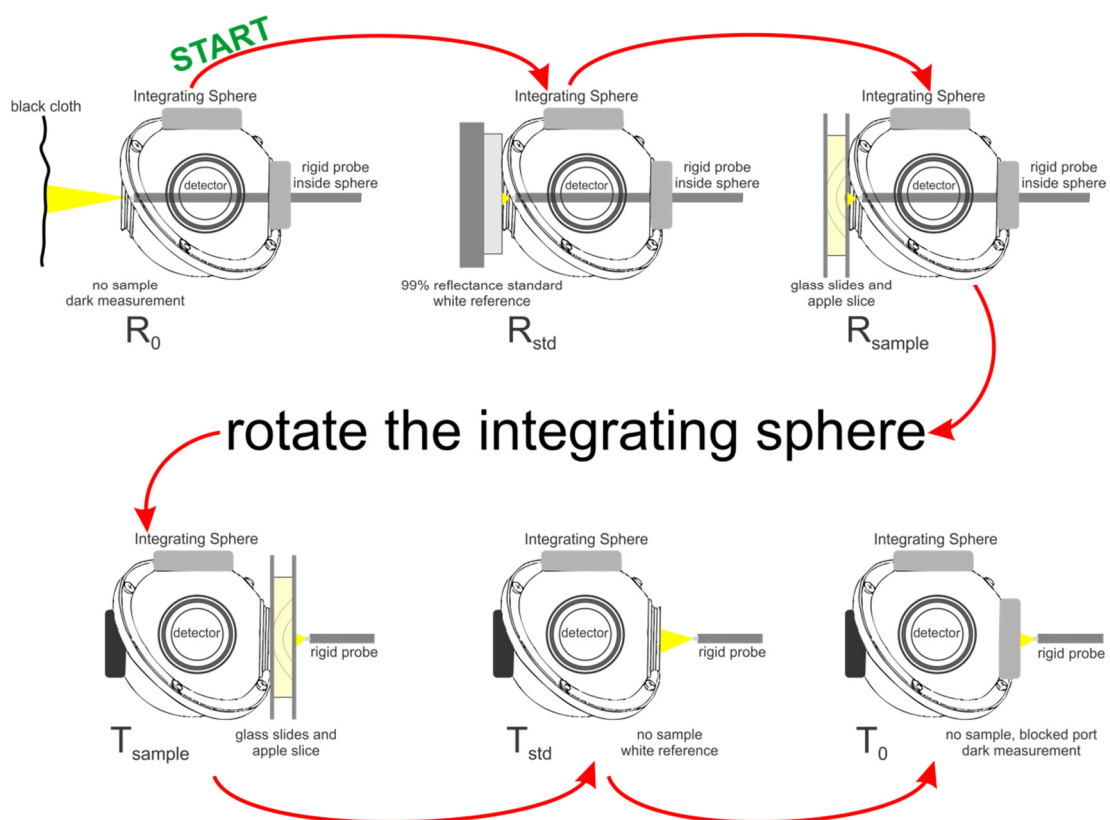 START
Integrating Sphere
Integrating Sphere
Integrating Sphere
black cloth
detector
rigid probe
inside sphere
detector
rigid probe
inside sphere
detector
rigid probe
inside sphere
no sample
dark measurement
R0
99% reflectance standard
white reference
Rstd
glass slides and
apple slice
Rsample
rotate the integrating sphere
Integrating Sphere
Integrating Sphere
Integrating Sphere
detector
rigid probe
detector
rigid probe
detector
rigid probe
Tsample
glass slides and
apple slice
Tstd
no sample
white reference
T0
no sample, blocked port
dark measurement